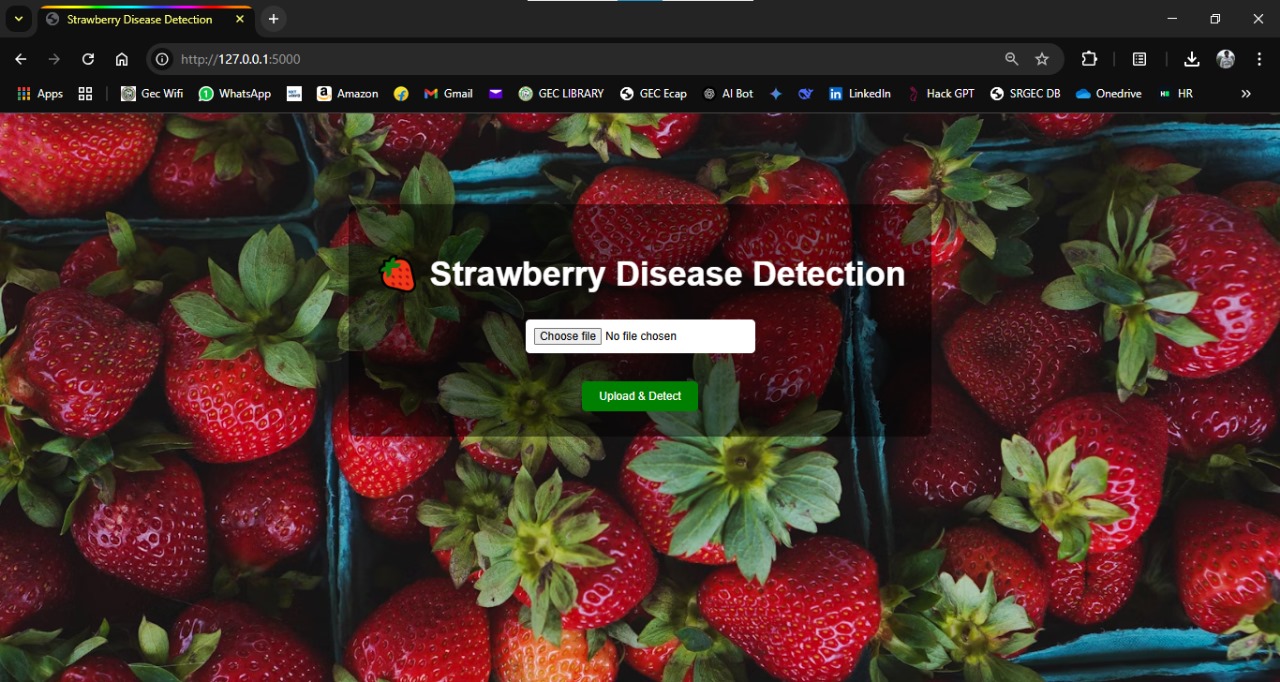 Strawberry Disease Detection
http://127.0.0.1:5000
Apps Gec Wifi WhatsApp Amazon Gmail GEC LIBRARY GEC Ecap AI Bot LinkedIn Hack GPT SRGEC DB Onedrive HR
Strawberry Disease Detection
Choose file No file chosen
Upload & Detect